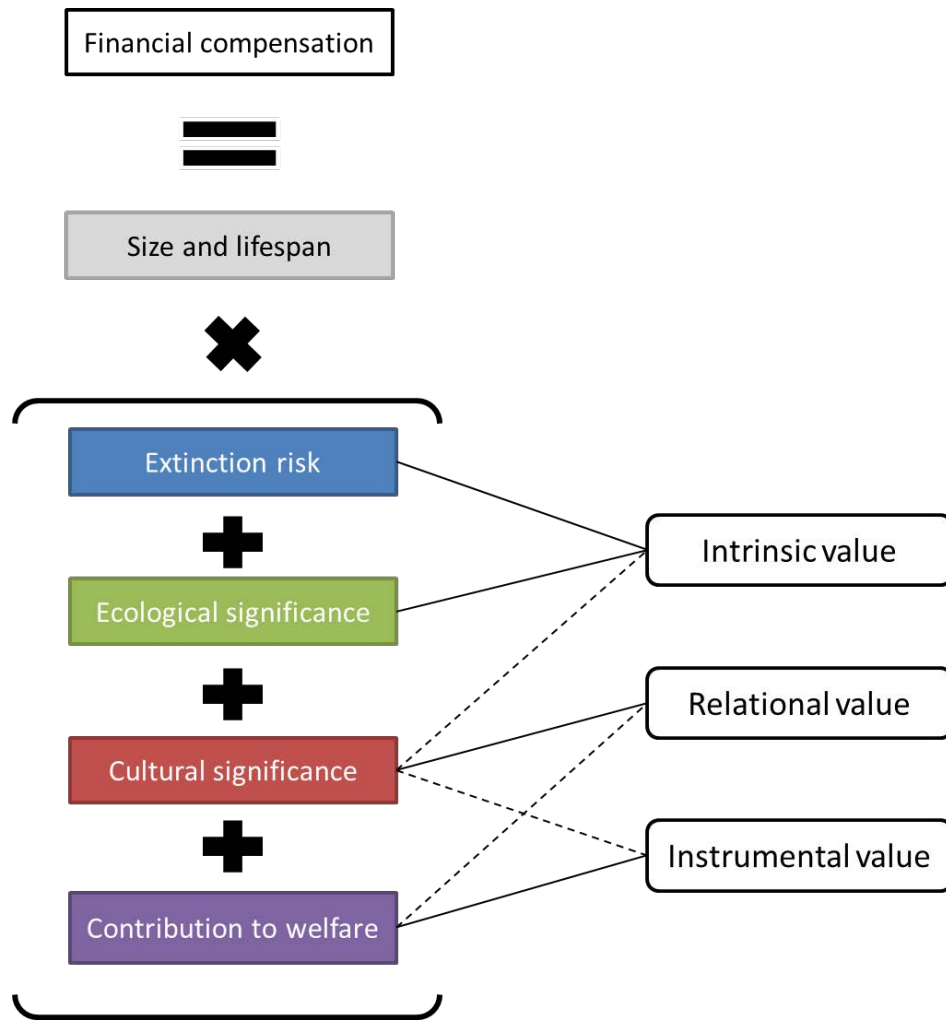 Financial compensation
Size and lifespan
Extinction risk
Ecological significance
Cultural significance
Contribution to welfare
Intrinsic value
Relational value
Instrumental value